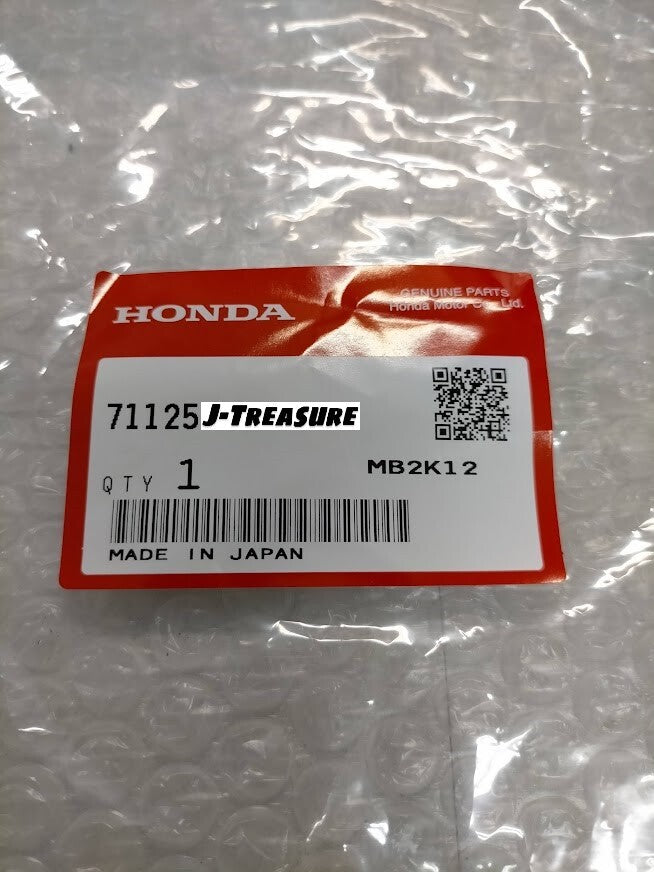 HONDA
GENUINE PARTS
Honda Motor Co., Ltd.
71125 J-TREASURE
QTY 1
MB2K12
MADE IN JAPAN